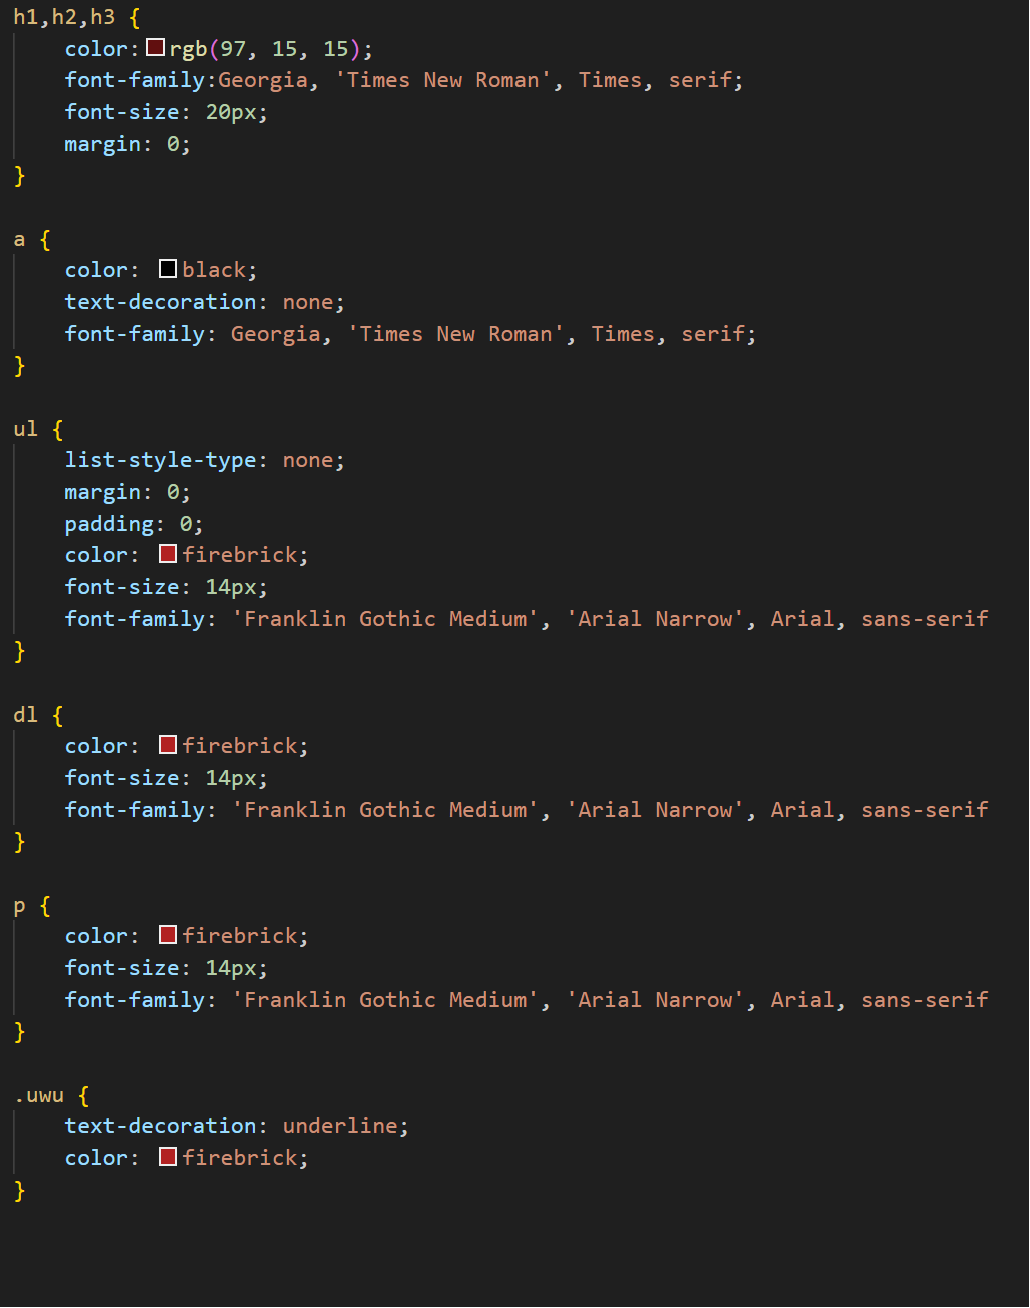 h1,h2,h3 {
    color:rgb(97, 15, 15);
    font-family:Georgia, 'Times New Roman', Times, serif;
    font-size: 20px;
    margin: 0;
}

a {
    color: black;
    text-decoration: none;
    font-family: Georgia, 'Times New Roman', Times, serif;
}

ul {
    list-style-type: none;
    margin: 0;
    padding: 0;
    color: firebrick;
    font-size: 14px;
    font-family: 'Franklin Gothic Medium', 'Arial Narrow', Arial, sans-serif
}

dl {
    color: firebrick;
    font-size: 14px;
    font-family: 'Franklin Gothic Medium', 'Arial Narrow', Arial, sans-serif
}

p {
    color: firebrick;
    font-size: 14px;
    font-family: 'Franklin Gothic Medium', 'Arial Narrow', Arial, sans-serif
}

.uwu {
    text-decoration: underline;
    color: firebrick;
}